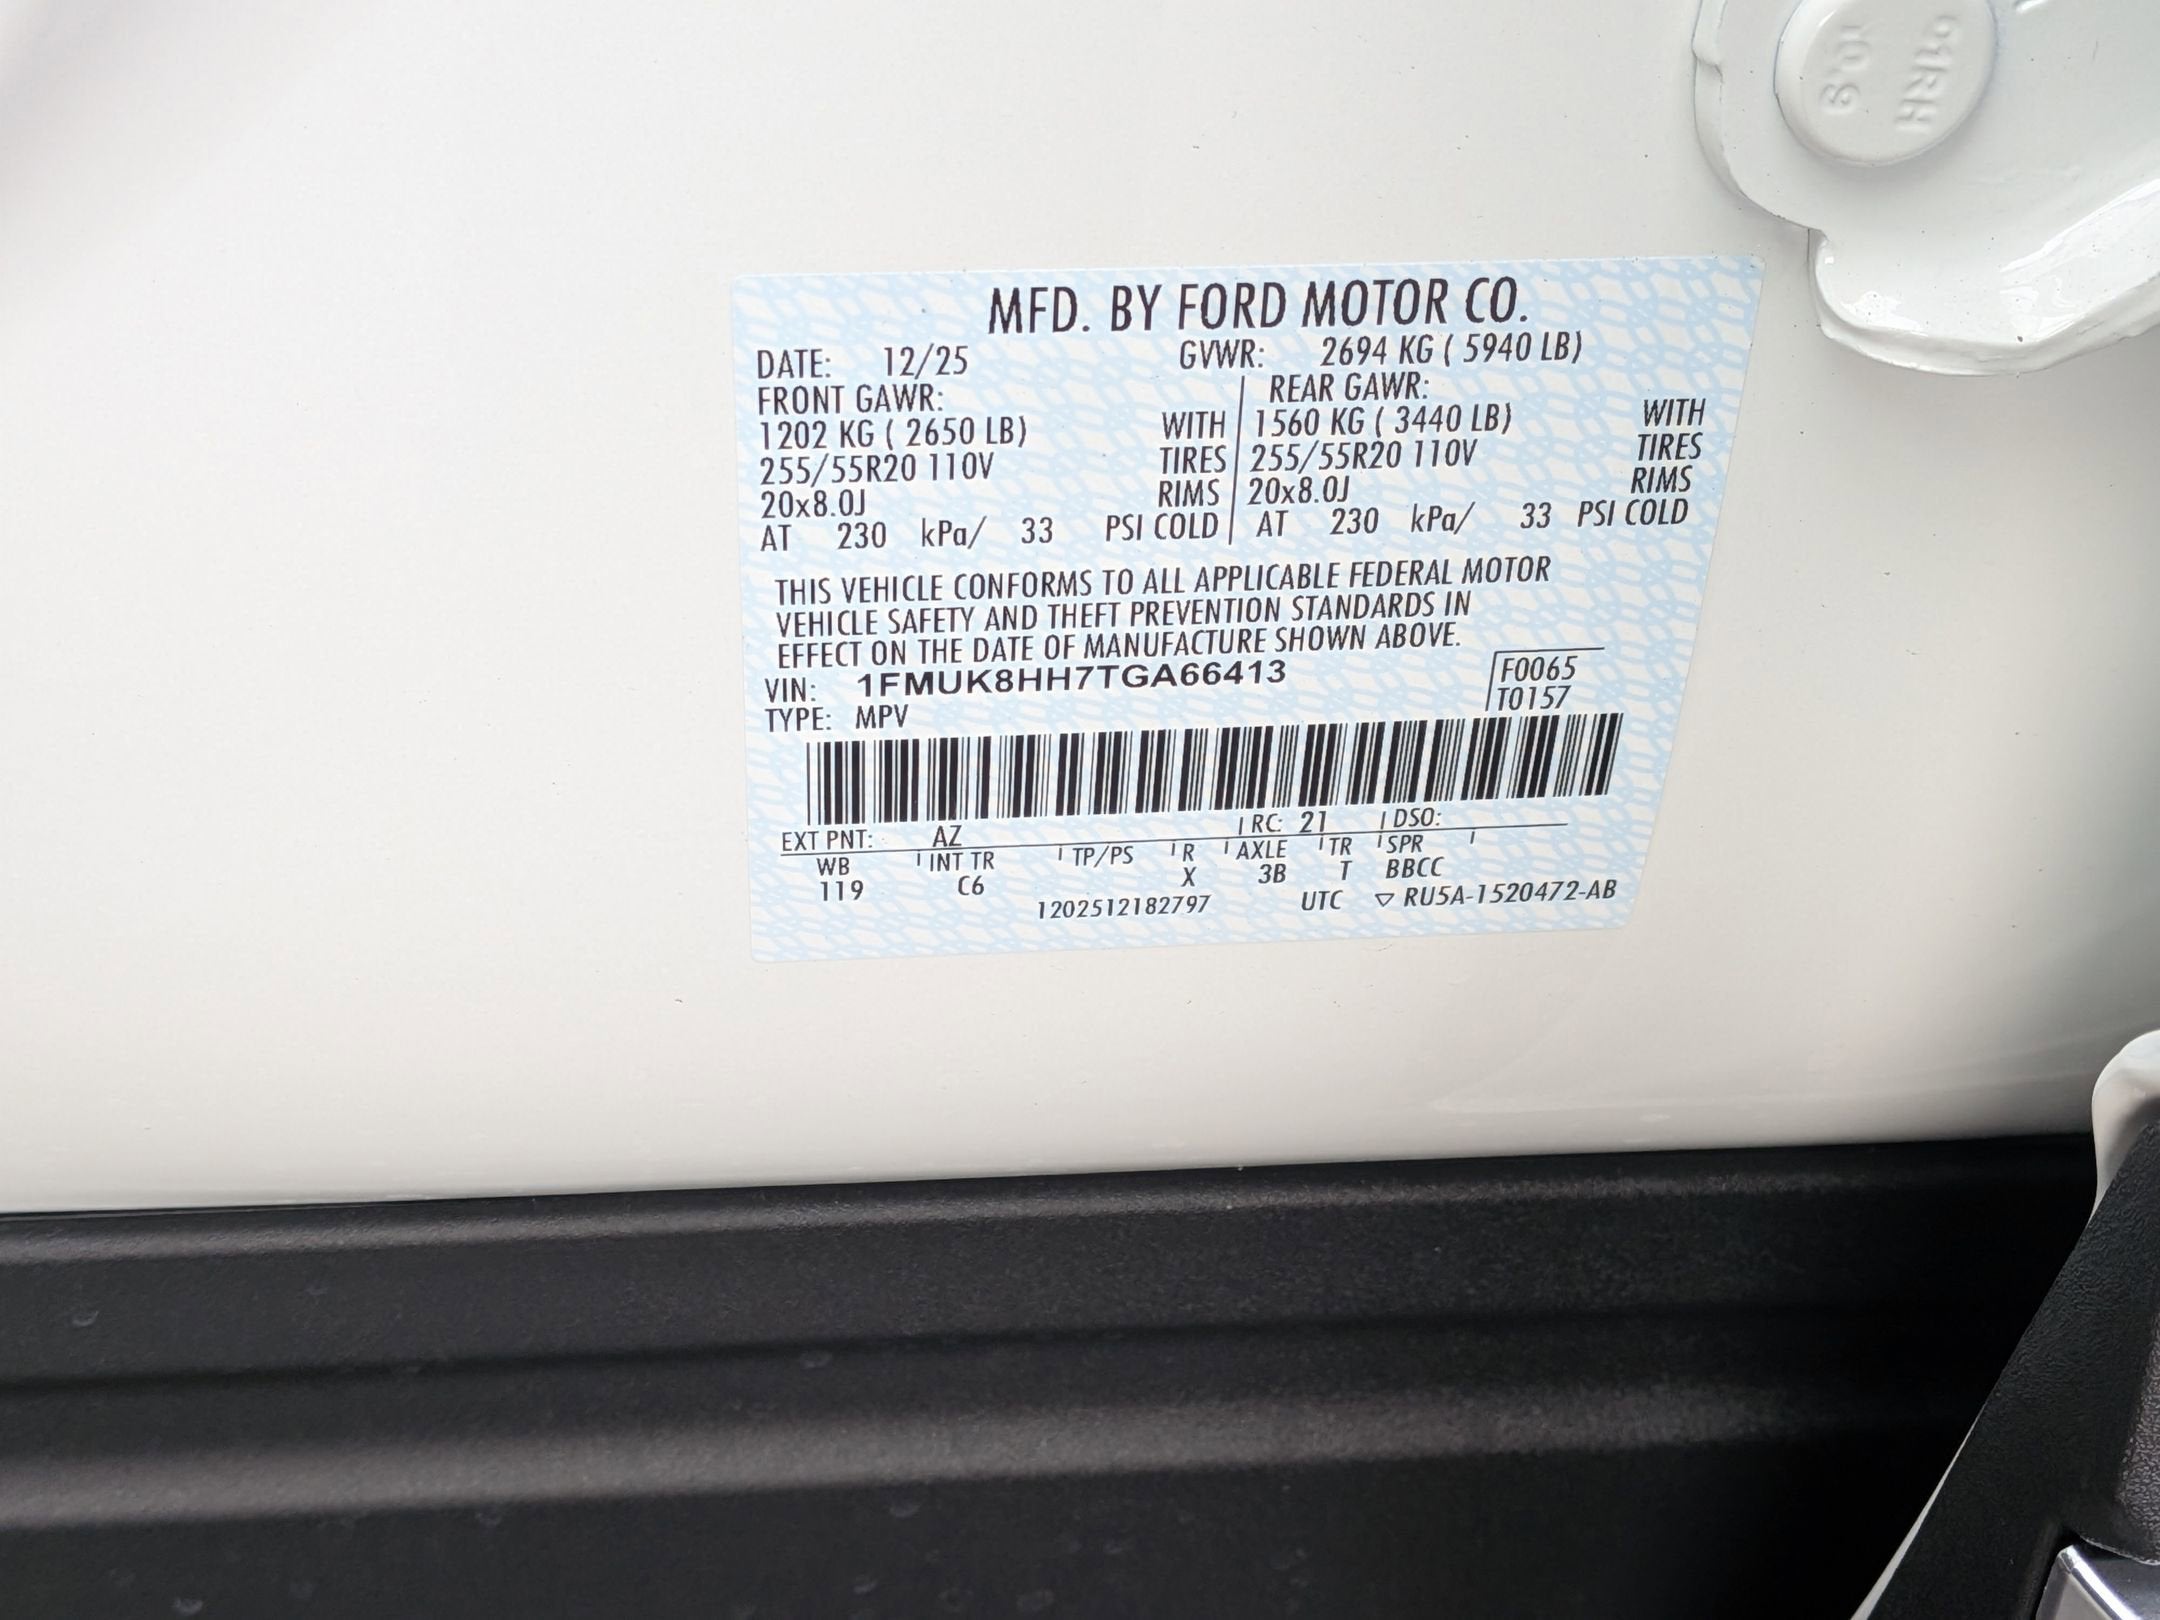 10.9
91RH
MFD. BY FORD MOTOR CO.
DATE: 12/25 GVWR: 2694 KG ( 5940 LB)
FRONT GAWR: REAR GAWR:
1202 KG ( 2650 LB) WITH 1560 KG ( 3440 LB) WITH
255/55R20 110V TIRES 255/55R20 110V TIRES
20x8.0J RIMS 20x8.0J RIMS
AT 230 kPa/ 33 PSI COLD AT 230 kPa/ 33 PSI COLD
THIS VEHICLE CONFORMS TO ALL APPLICABLE FEDERAL MOTOR
VEHICLE SAFETY AND THEFT PREVENTION STANDARDS IN
EFFECT ON THE DATE OF MANUFACTURE SHOWN ABOVE.
VIN: 1FMUK8HH7TGA66413 F0065
TYPE: MPV T0157
EXT PNT: AZ RC: 21 DSO:
WB INT TR TP/PS R AXLE TR SPR
119 C6 X 3B T BBCC
1202512182797 UTC ▽ RU5A-1520472-AB